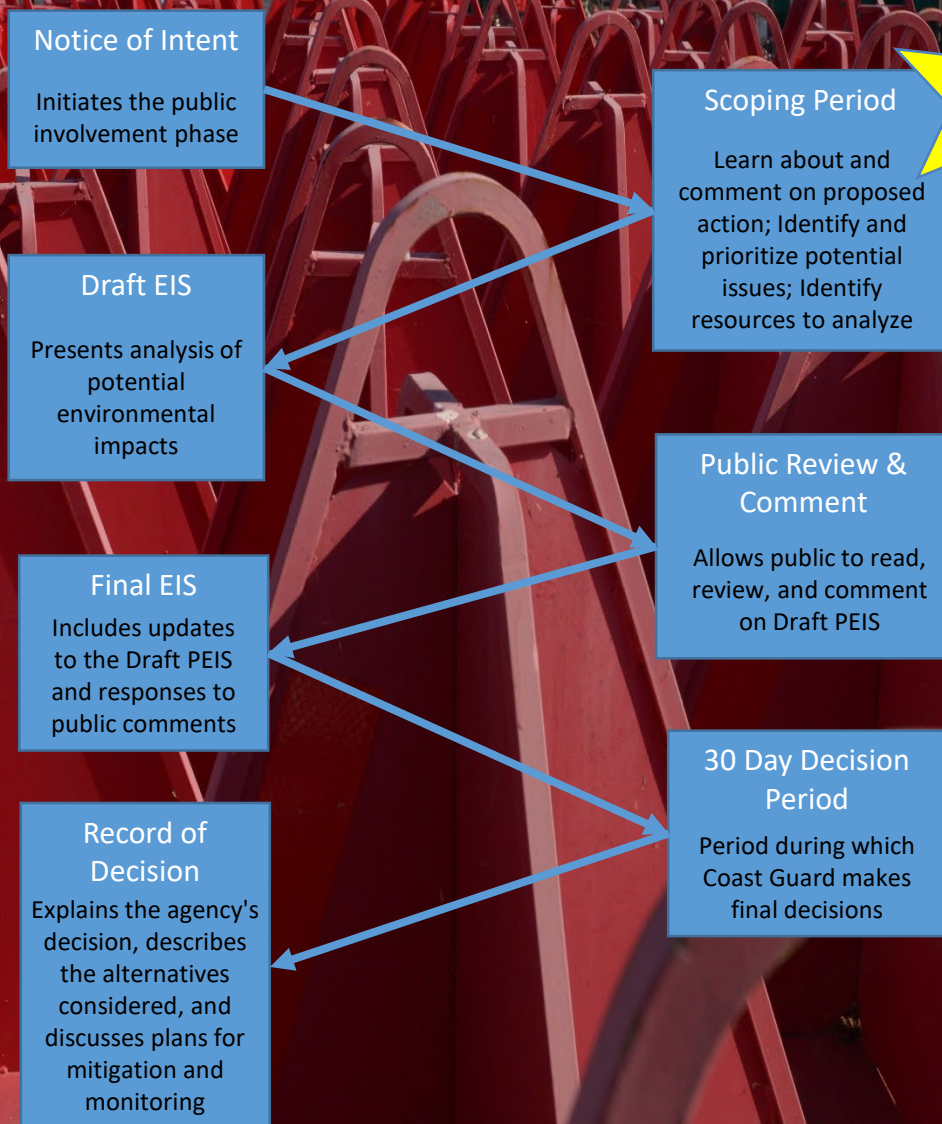 Notice of Intent
Initiates the public
involvement phase
Scoping Period
Learn about and
comment on proposed
action; Identify and
prioritize potential
issues; Identify
resources to analyze
Draft EIS
Presents analysis of
potential
environmental
impacts
Public Review &
Comment
Allows public to read,
review, and comment
on Draft PEIS
Final EIS
Includes updates
to the Draft PEIS
and responses to
public comments
30 Day Decision
Period
Period during which
Coast Guard makes
final decisions
Record of
Decision
Explains the agency's
decision, describes
the alternatives
considered, and
discusses plans for
mitigation and
monitoring